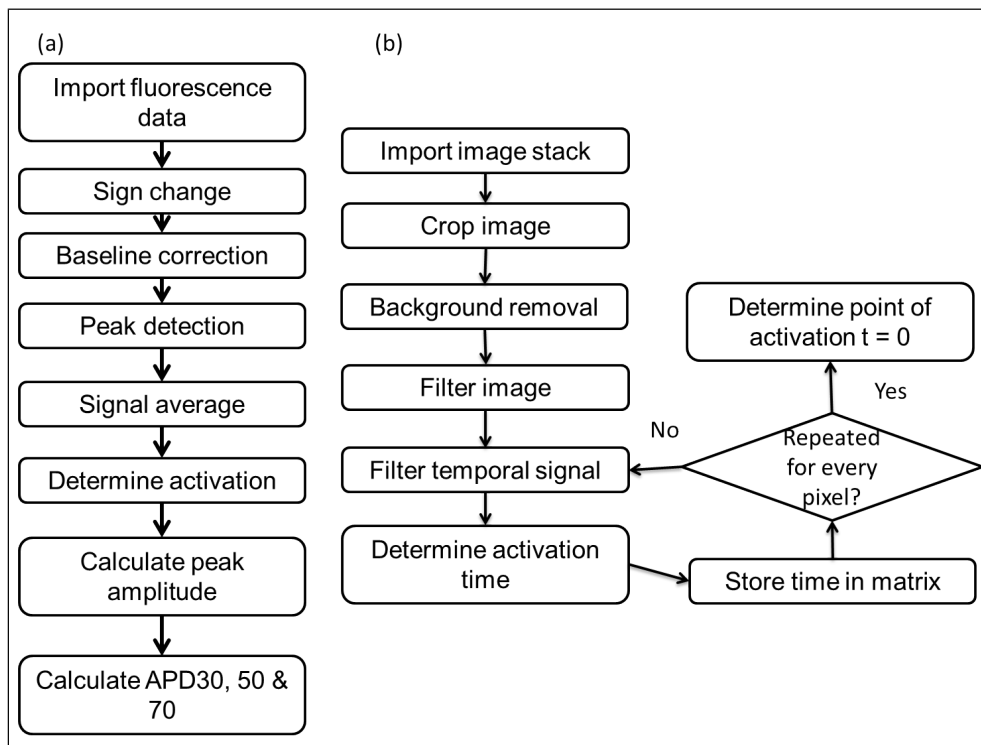 (a)
Import fluorescence
data
Sign change
Baseline correction
Peak detection
Signal average
Determine activation
Calculate peak
amplitude
Calculate APD30, 50 &
70
(b)
Import image stack
Crop image
Background removal
Filter image
Filter temporal signal
Determine activation
time
Store time in matrix
Repeated
for every
pixel?
No
Yes
Determine point of
activation t = 0